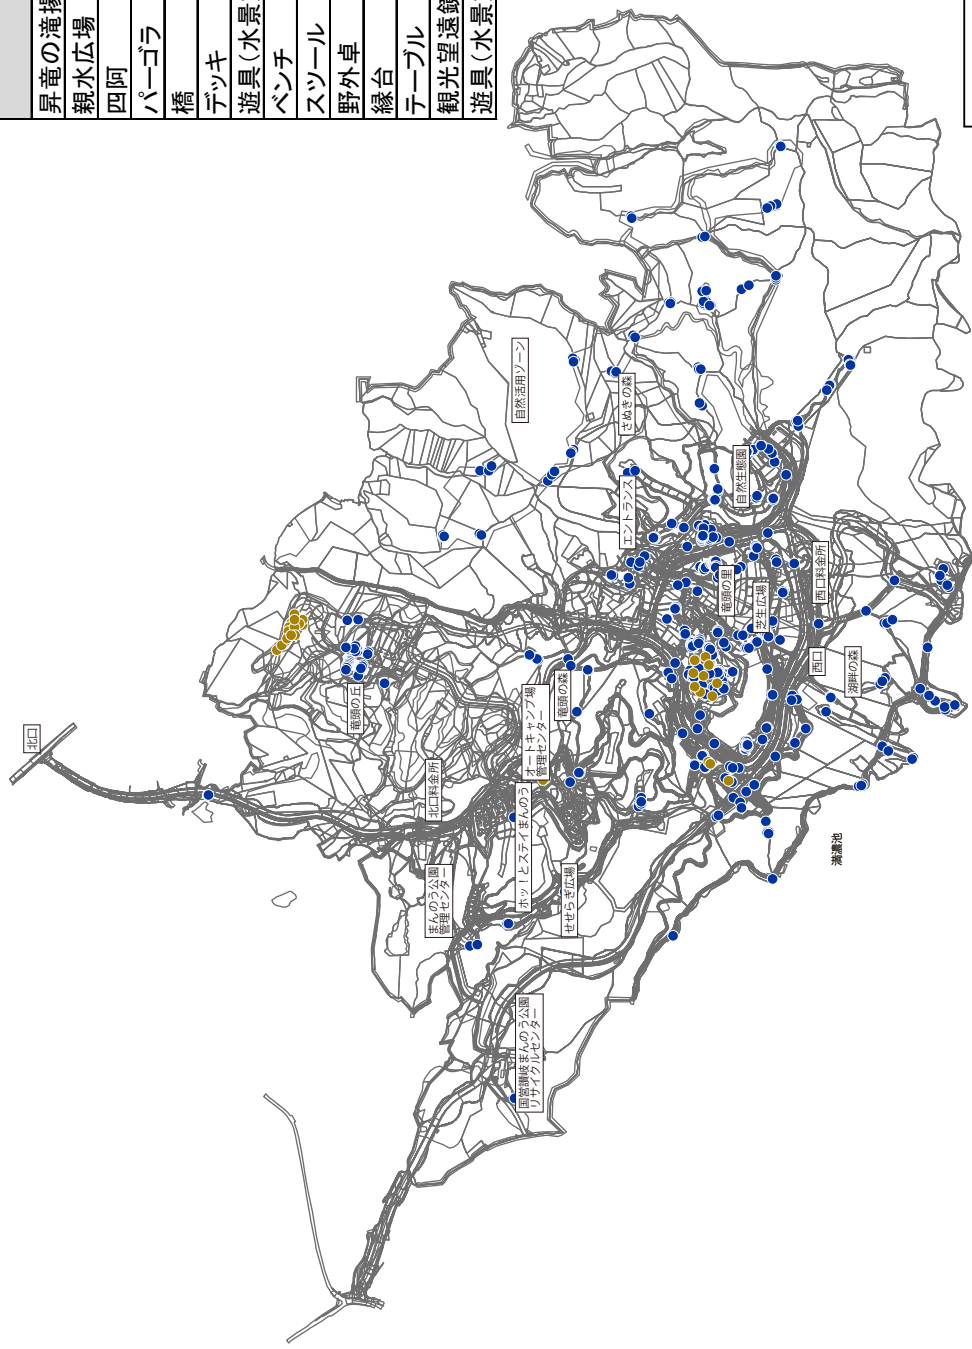 昇竜の滝揚
親水広場
四阿
パーゴラ
橋
デッキ
遊具(水景
ベンチ
スツール
野外卓
縁台
テーブル
観光望遠鏡
遊具(水景
北口
北口料金所
竜頭の丘
まんのう公園
管理センター
オートキャンプ場
管理センター
ホッ!とステイまんのう
竜頭の森
せせらぎ広場
国営讃岐まんのう公園
リサイクルセンター
自然活用ゾーン
さぬきの森
エントランス
自然生態園
竜頭の里
芝生広場
西口料金所
西口
湖畔の森
満濃池